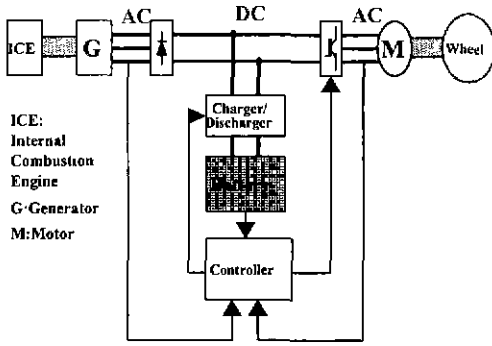 AC
DC
AC
ICE
G
M
Wheel
Charger/
Discharger
ICE:
Internal
Combustion
Engine
G:Generator
M:Motor
Controller